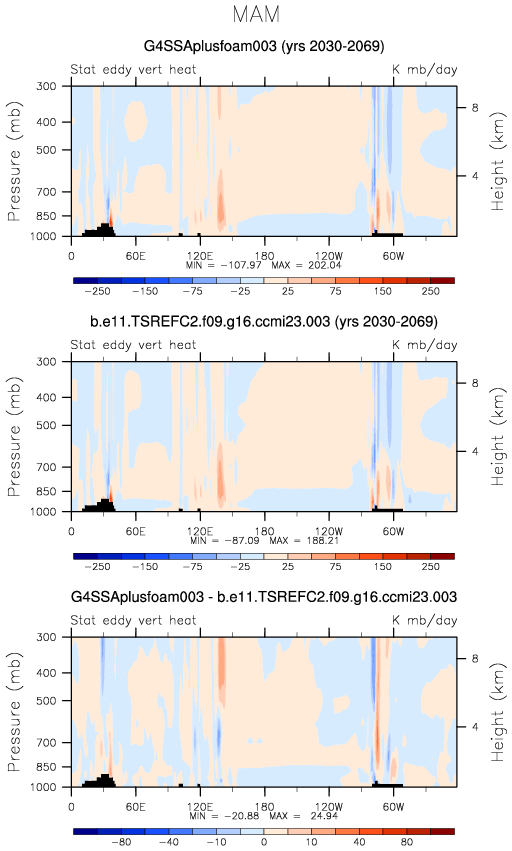 MAM
G4SSAplusfoam003 (yrs 2030-2069)
Stat eddy vert heat K mb/day
300
400
500
700
850
1000
Pressure (mb)
8
4
Height (km)
0 60E 120E 180 120W 60W
MIN = -107.97 MAX = 202.04
-250 -150 -75 -25 25 75 150 250
b.e11.TSREFC2.f09.g16.ccmi23.003 (yrs 2030-2069)
Stat eddy vert heat K mb/day
300
400
500
700
850
1000
Pressure (mb)
8
4
Height (km)
0 60E 120E 180 120W 60W
MIN = -87.09 MAX = 188.21
-250 -150 -75 -25 25 75 150 250
G4SSAplusfoam003 - b.e11.TSREFC2.f09.g16.ccmi23.003
Stat eddy vert heat K mb/day
300
400
500
700
850
1000
Pressure (mb)
8
4
Height (km)
0 60E 120E 180 120W 60W
MIN = -20.88 MAX = 24.94
-80 -40 -10 0 10 40 80